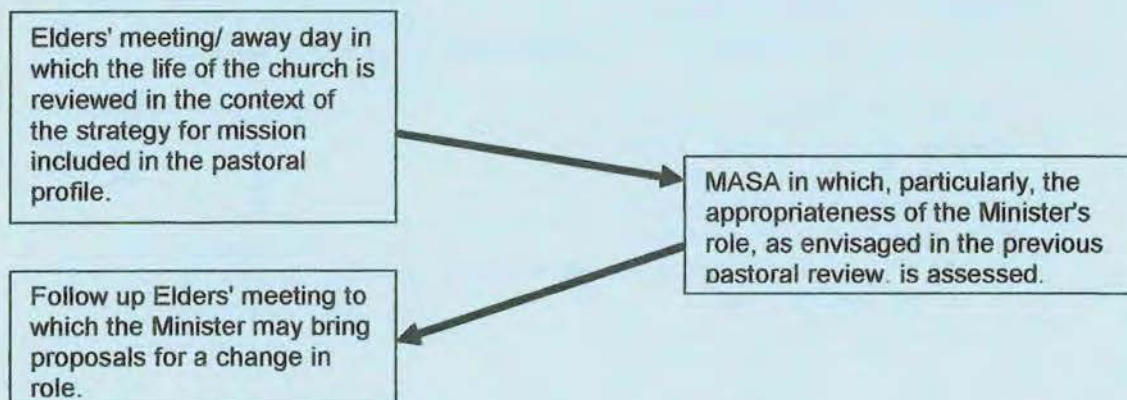 Elders' meeting/ away day in
which the life of the church is
reviewed in the context of
the strategy for mission
included in the pastoral
profile.
MASA in which, particularly, the
appropriateness of the Minister's
role, as envisaged in the previous
pastoral review, is assessed.
Follow up Elders' meeting to
which the Minister may bring
proposals for a change in
role.